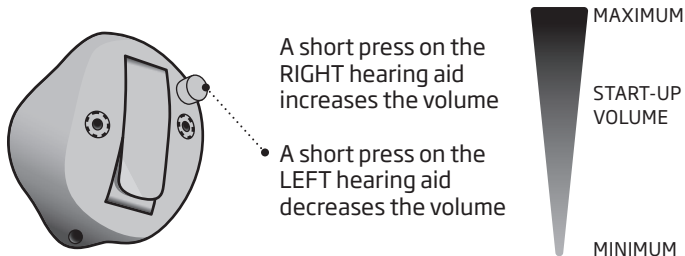 A short press on the
RIGHT hearing aid
increases the volume
A short press on the
LEFT hearing aid
decreases the volume
MAXIMUM
START-UP
VOLUME
MINIMUM